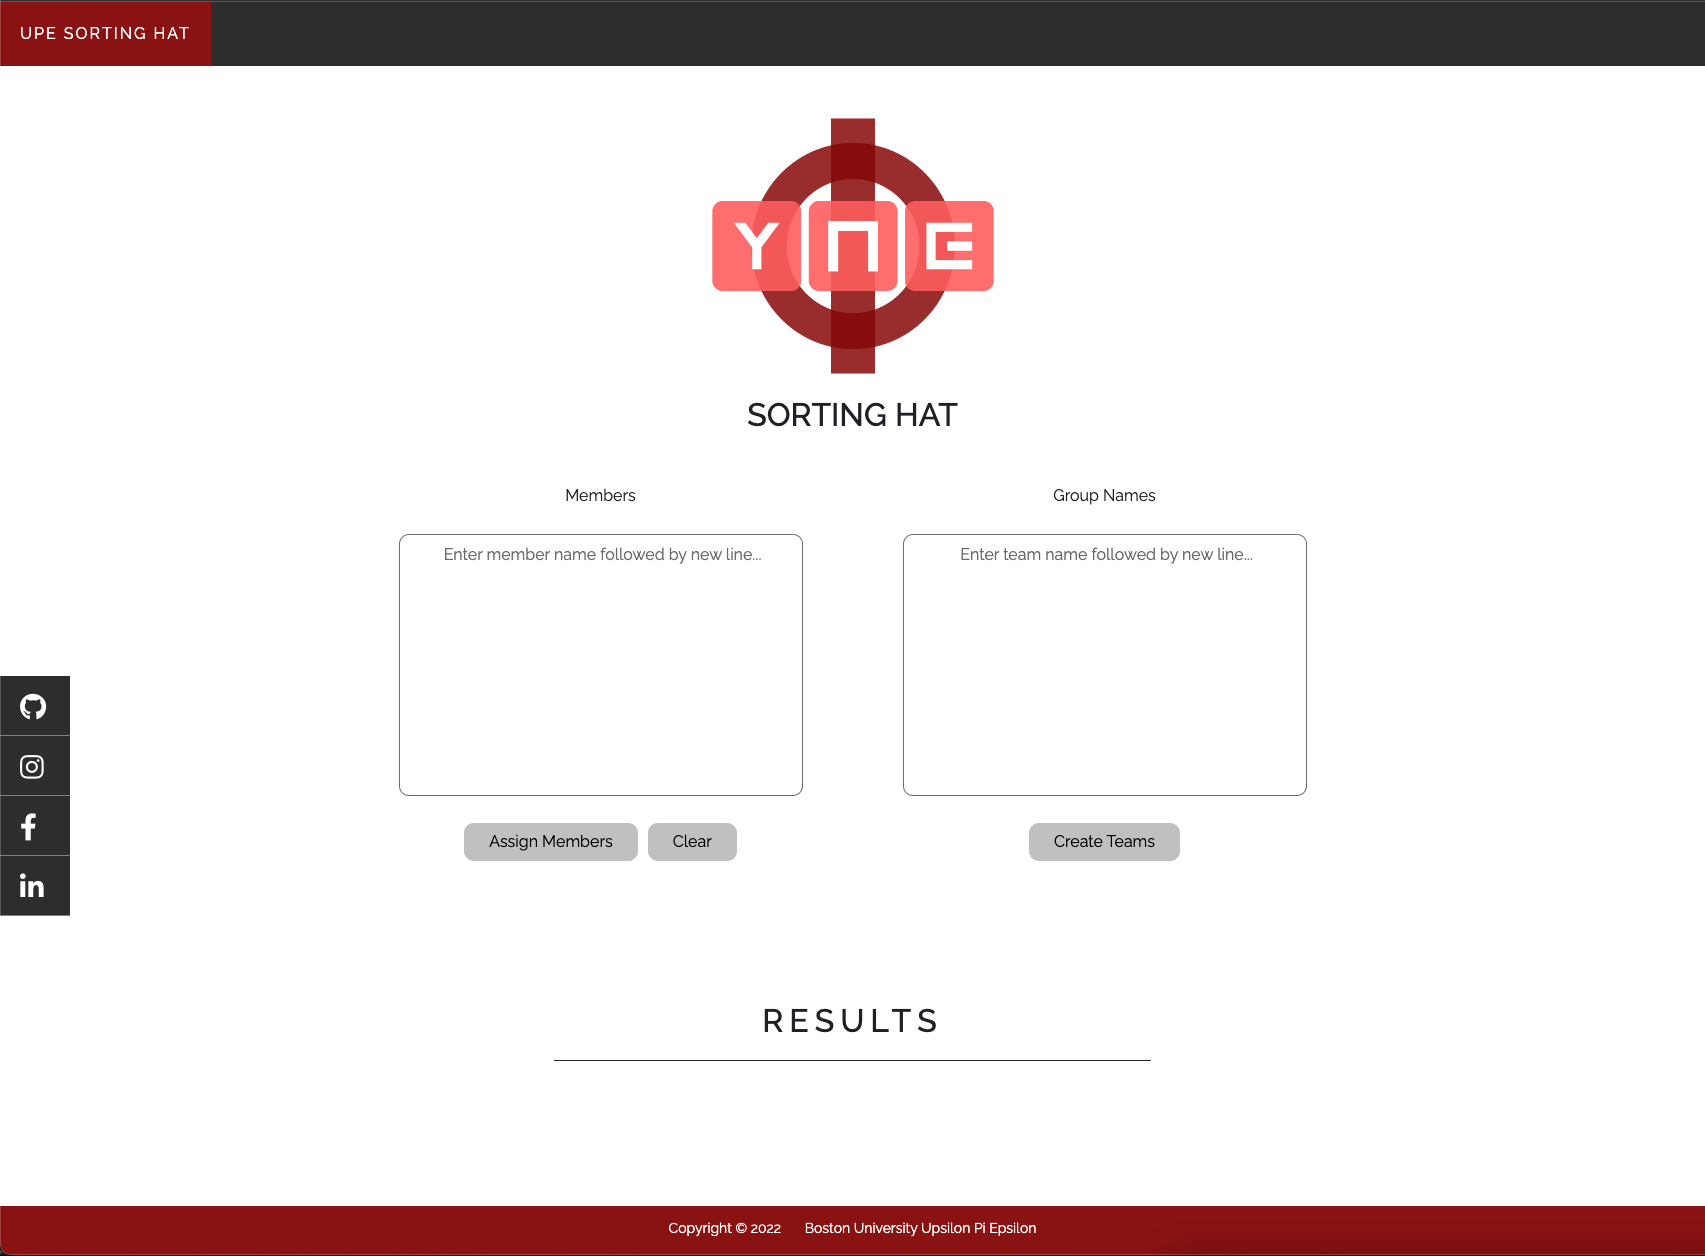 UPE SORTING HAT
YΠE
SORTING HAT
Members
Group Names
Enter member name followed by new line...
Enter team name followed by new line...
Assign Members
Clear
Create Teams
RESULTS
Copyright © 2022 Boston University Upsilon Pi Epsilon